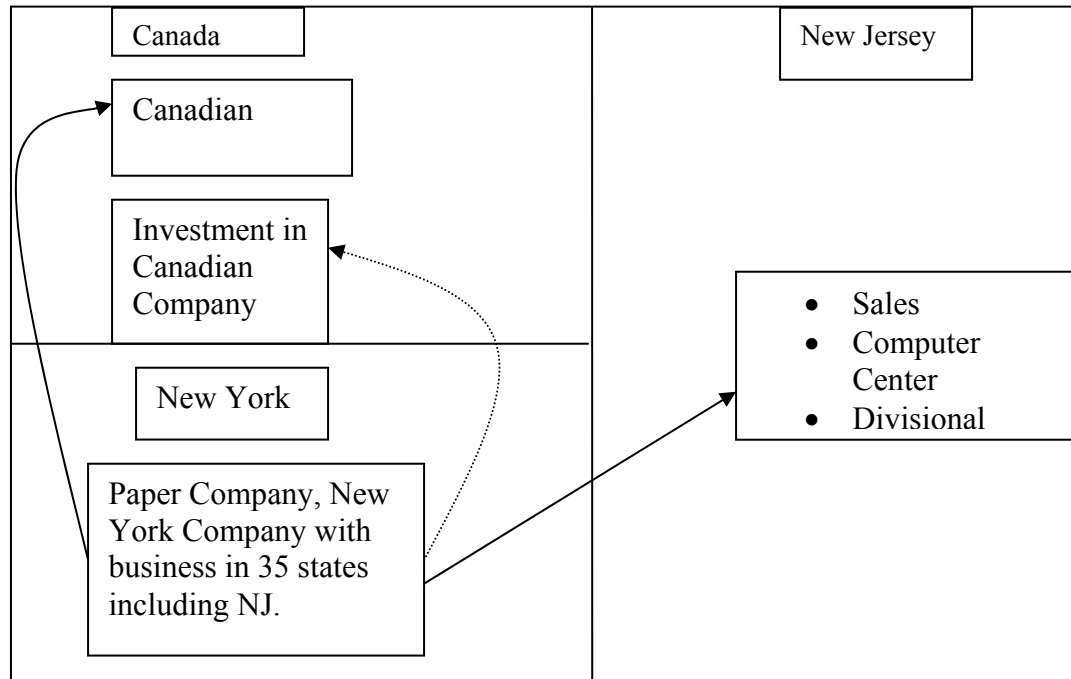 Canada
Canadian
Investment in
Canadian
Company
New York
Paper Company, New
York Company with
business in 35 states
including NJ.
New Jersey
• Sales
• Computer
Center
• Divisional